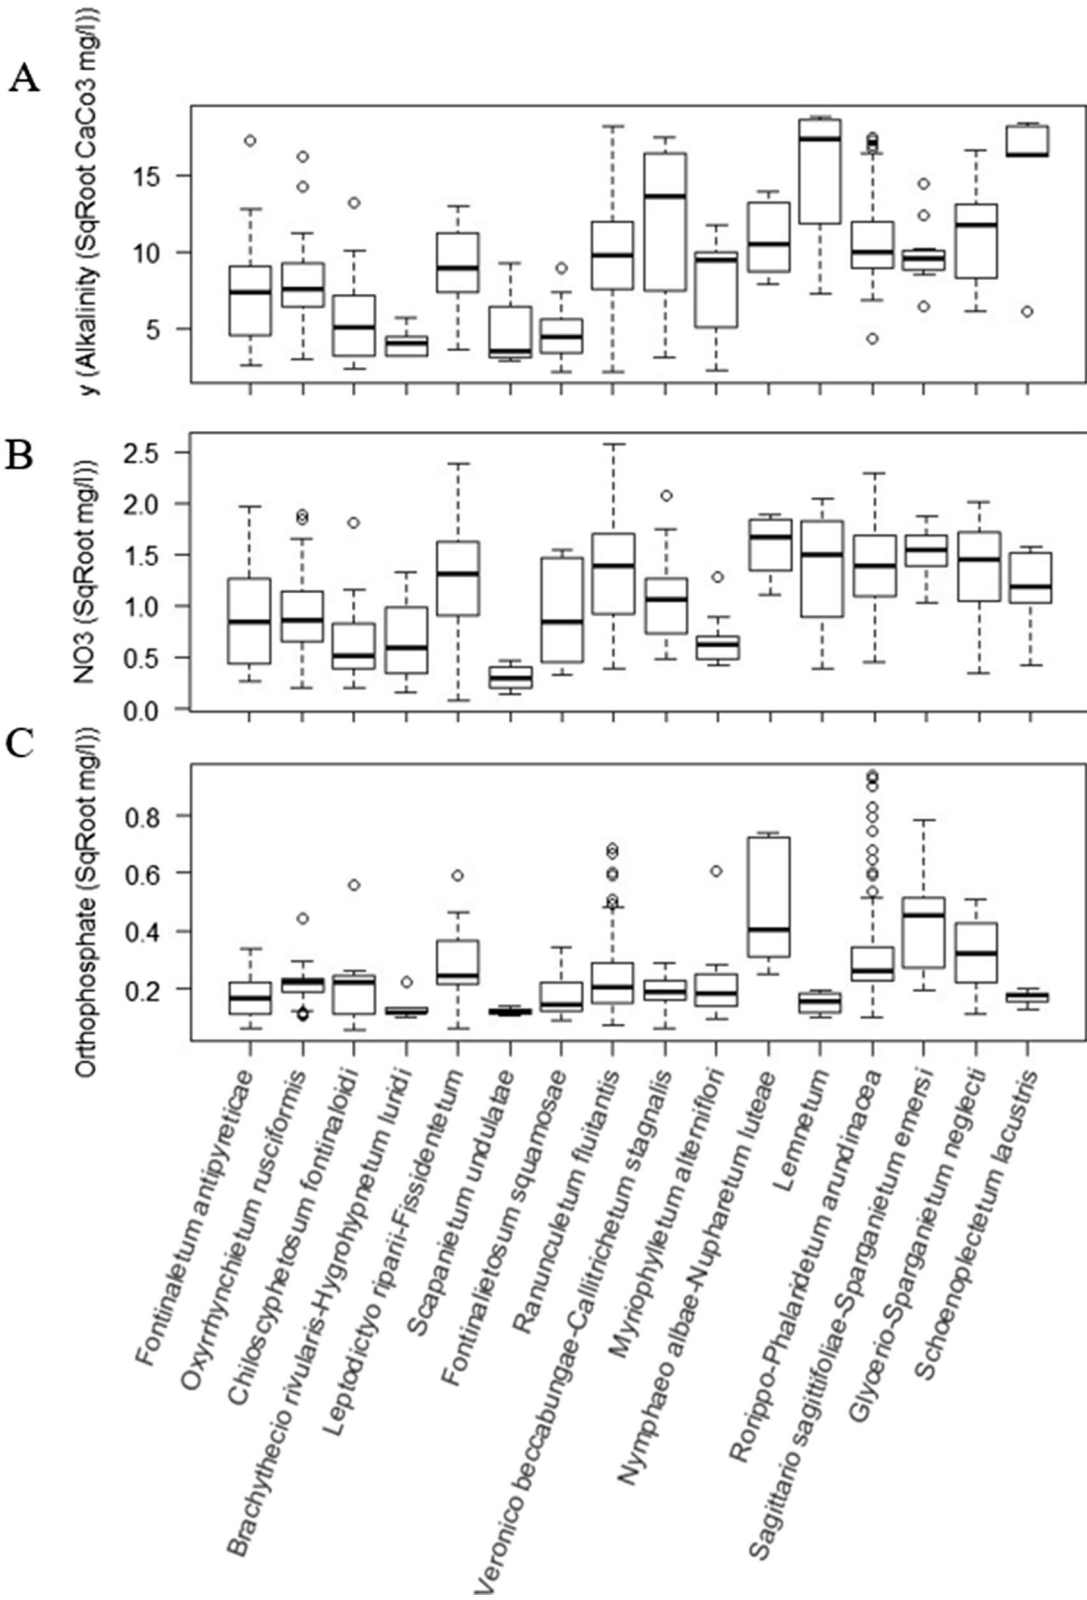 A
y (Alkalinity (SqRoot CaCo3 mg/l))
15
10
5
B
NO3 (SqRoot mg/l))
2.5
2.0
1.5
1.0
0.5
0.0
C
Orthophosphate (SqRoot mg/l))
0.8
0.6
0.4
0.2
Fontinaletum antipyreticae
Oxyrrhynchietum rusciformis
Chiloscyphetosum fontinaloidi
Brachythecio rivularis-Hygrohypnetum luridi
Leptodictyo riparii-Fissidentetum
Scapanietum undulatae
Fontinalietosum squamosae
Ranunculetum fluitantis
Veronico beccabungae-Callitrichetum stagnalis
Myriophylletum alterniflori
Nymphaeo albae-Nupharetum luteae
Lemnetum
Rorippo-Phalaridetum arundinacea
Sagittario sagittifoliae-Sparganietum emersi
Glycerio-Sparganietum neglecti
Schoenoplectetum lacustris